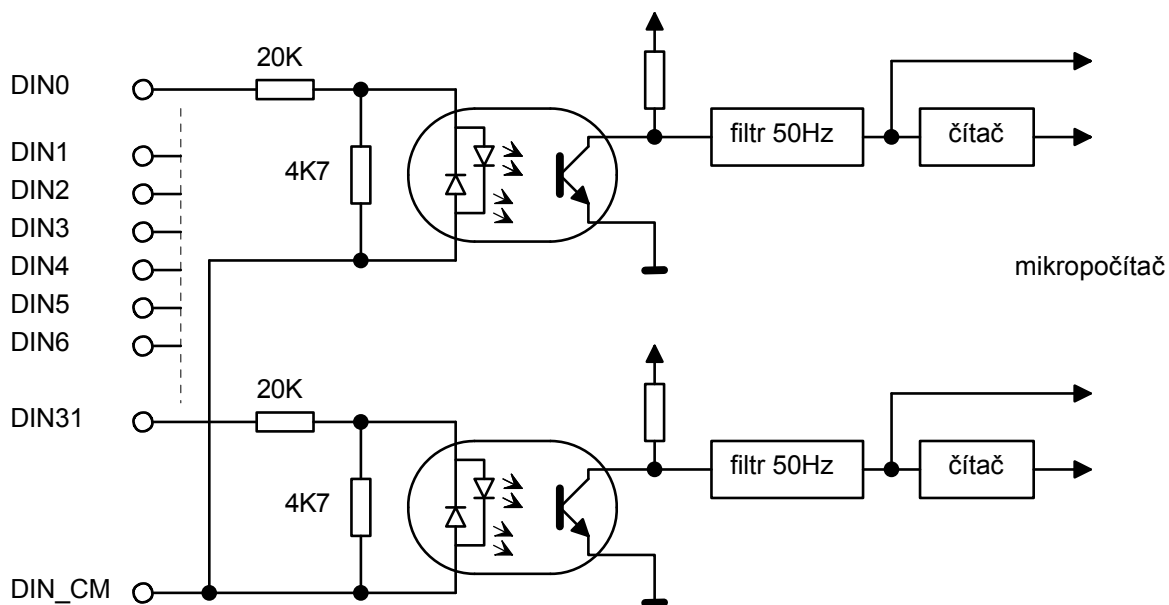 20K
DIN0
filtr 50Hz
čítač
DIN1
4K7
DIN2
DIN3
DIN4
mikropočítač
DIN5
DIN6
20K
DIN31
filtr 50Hz
čítač
4K7
DIN_CM